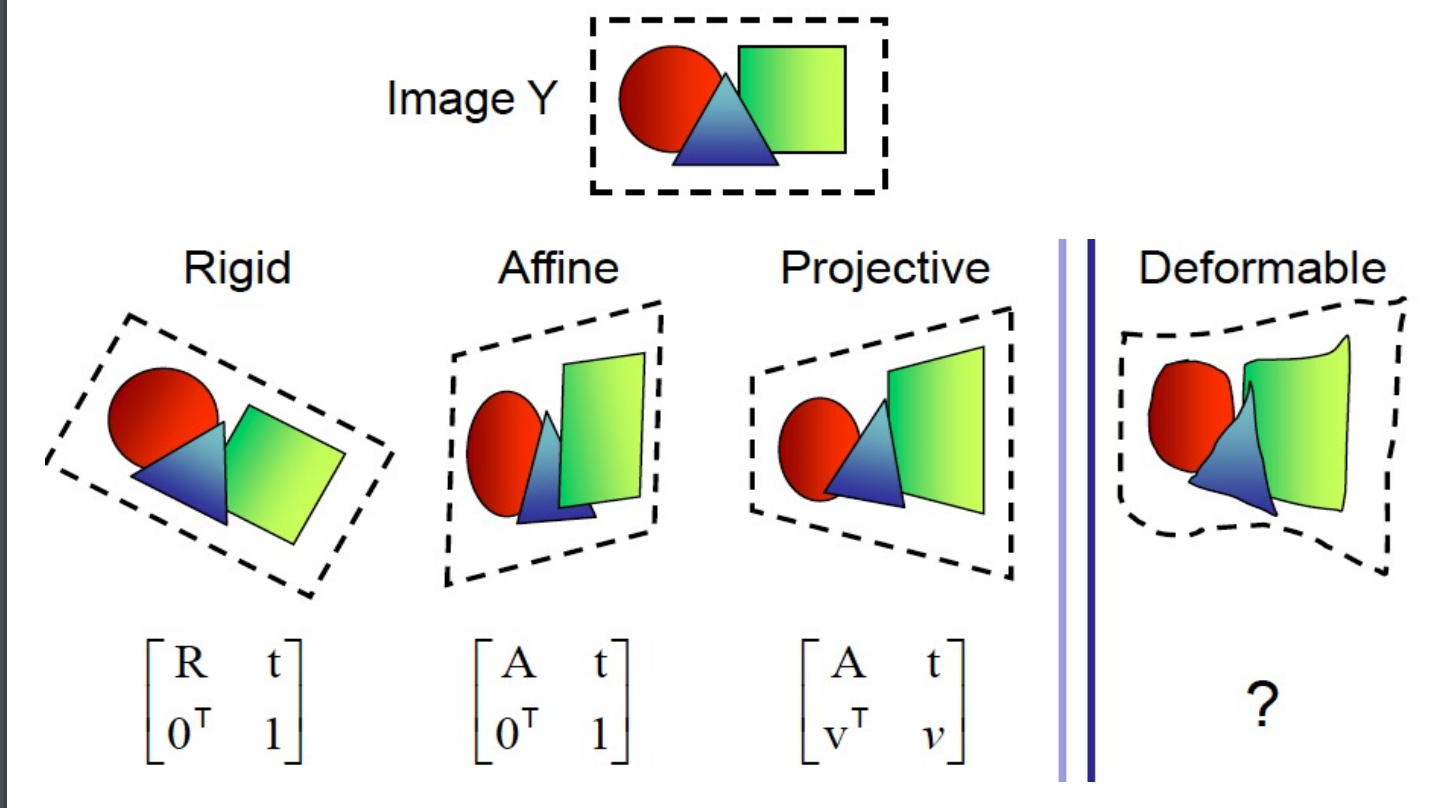 Image Y
Rigid Affine Projective Deformable
[R t; 0ᵀ 1] [A t; 0ᵀ 1] [A t; vᵀ v] ?